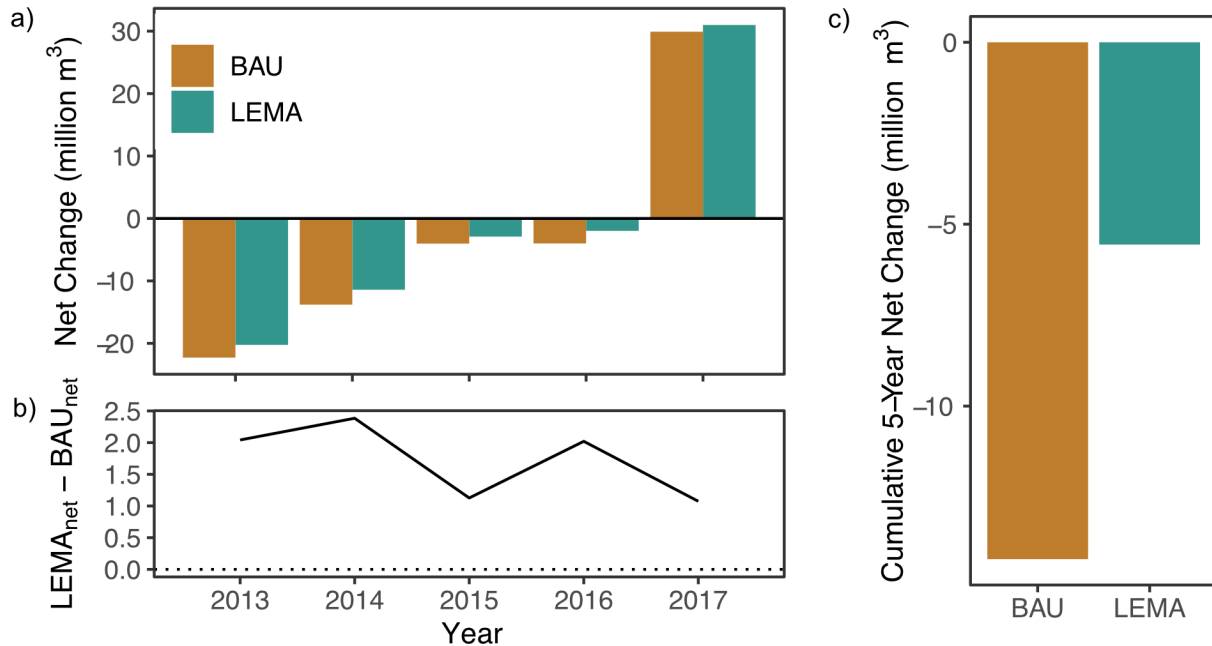 a)
Net Change (million m³)
30
20
10
0
−10
−20
BAU
LEMA
b)
LEMAnet − BAUnet
2.5
2.0
1.5
1.0
0.5
0.0
2013 2014 2015 2016 2017
Year
c)
Cumulative 5−Year Net Change (million m³)
0
−5
−10
BAU LEMA